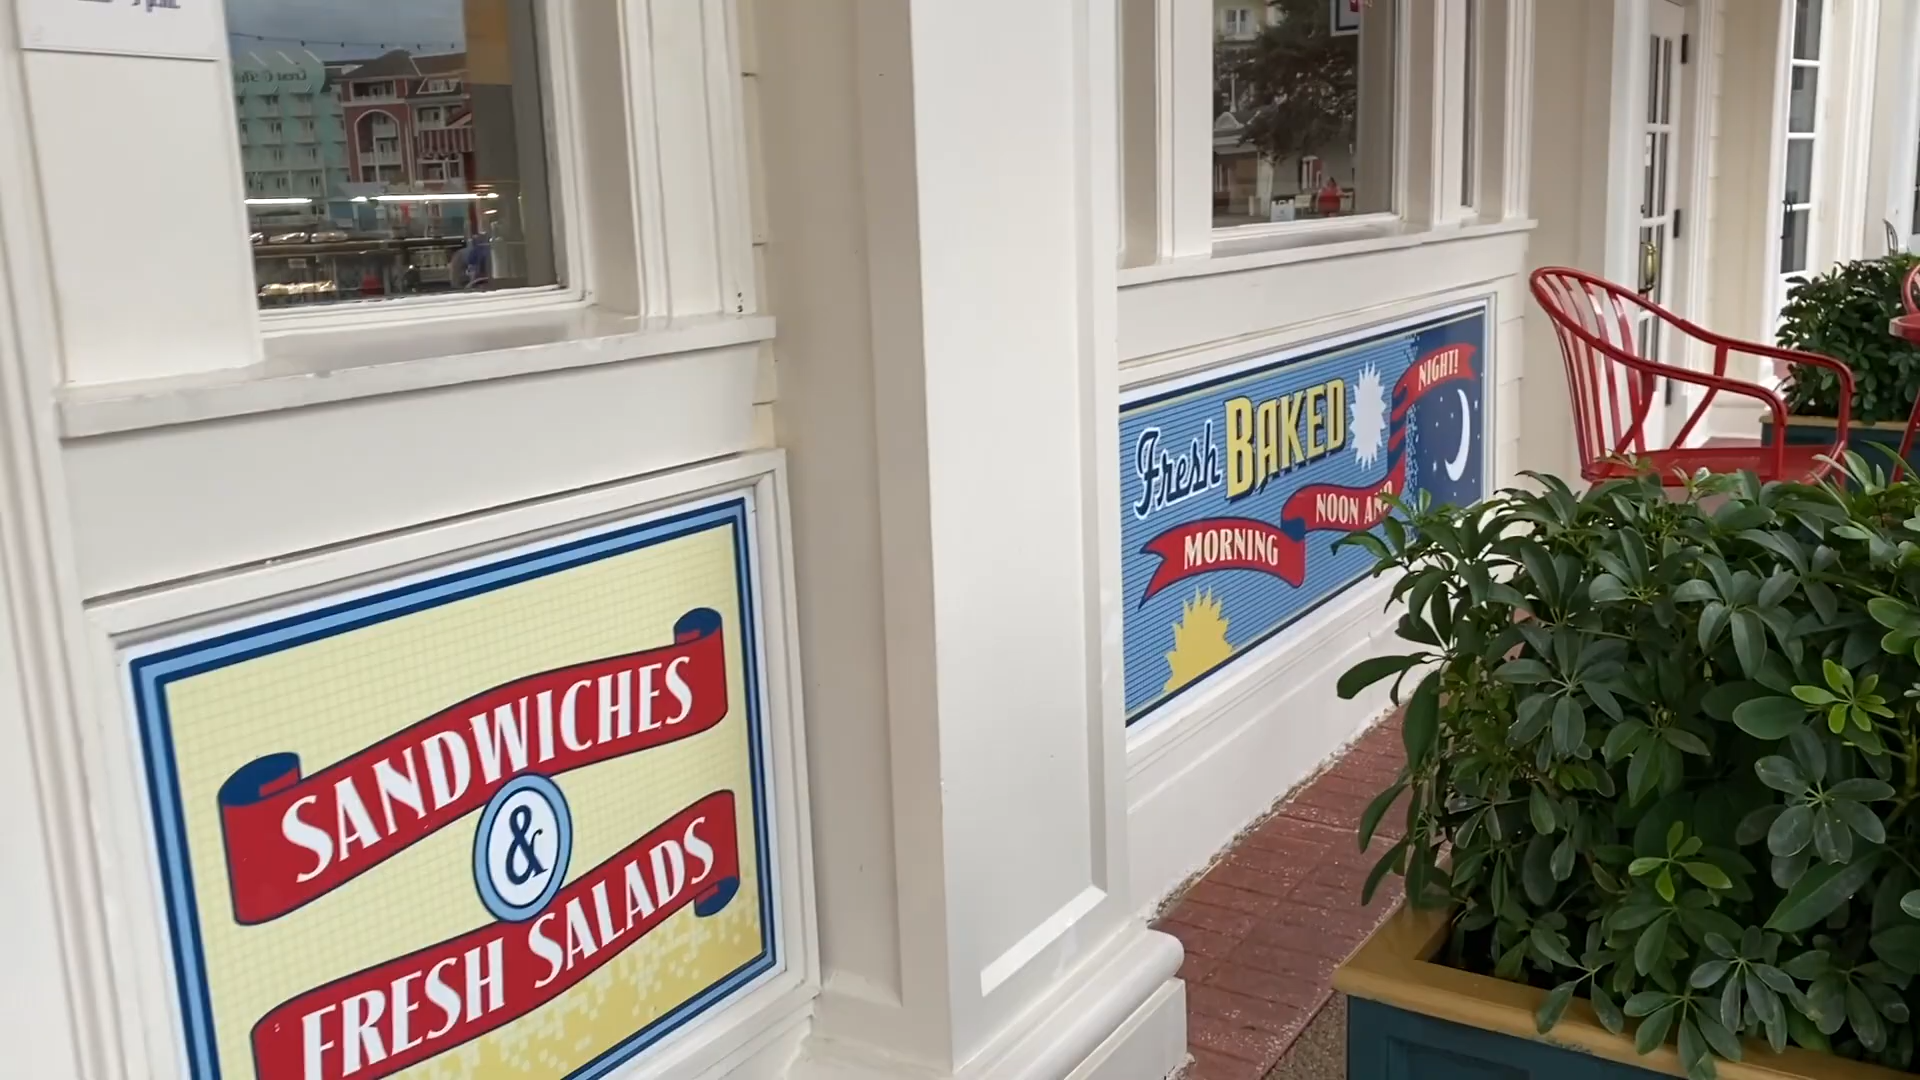 SANDWICHES
&
FRESH SALADS
Fresh BAKED
MORNING
NOON AND
NIGHT!